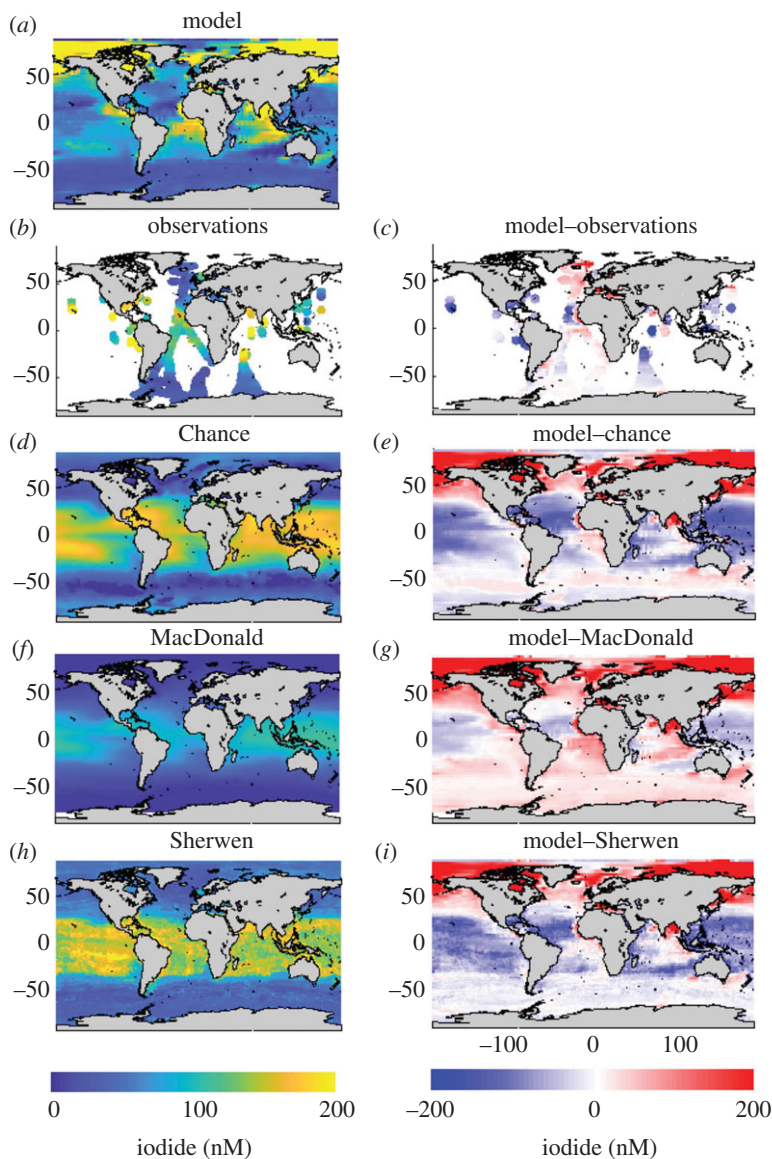 (a) model
50
0
–50
(b) observations
(c) model–observations
50
0
–50
50
0
–50
(d) Chance
(e) model–chance
50
0
–50
50
0
–50
(f) MacDonald
(g) model–MacDonald
50
0
–50
50
0
–50
(h) Sherwen
(i) model–Sherwen
50
0
–50
50
0
–50
–100 0 100
0 100 200
–200 0 200
iodide (nM)
iodide (nM)